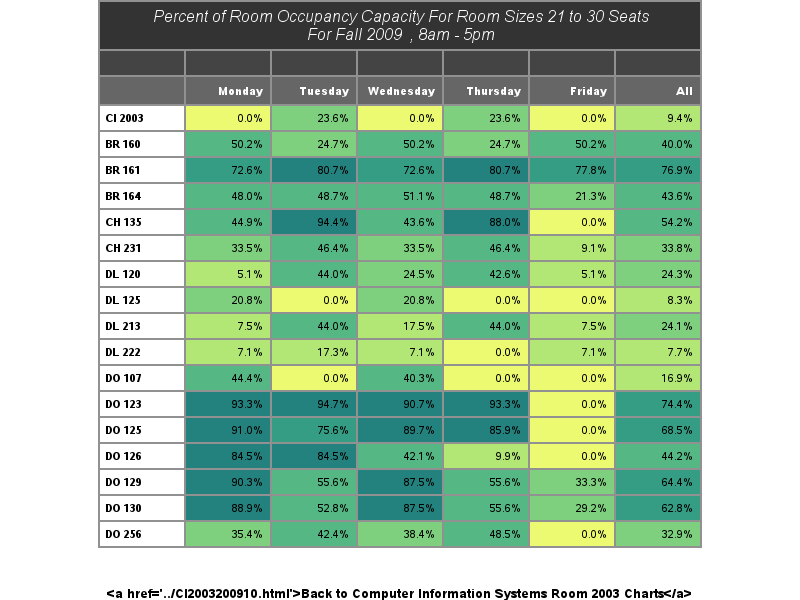 Percent of Room Occupancy Capacity For Room Sizes 21 to 30 Seats
For Fall 2009 , 8am - 5pm
Monday Tuesday Wednesday Thursday Friday All
CI 2003 0.0% 23.6% 0.0% 23.6% 0.0% 9.4%
BR 160 50.2% 24.7% 50.2% 24.7% 50.2% 40.0%
BR 161 72.6% 80.7% 72.6% 80.7% 77.8% 76.9%
BR 164 48.0% 48.7% 51.1% 48.7% 21.3% 43.6%
CH 135 44.9% 94.4% 43.6% 88.0% 0.0% 54.2%
CH 231 33.5% 46.4% 33.5% 46.4% 9.1% 33.8%
DL 120 5.1% 44.0% 24.5% 42.6% 5.1% 24.3%
DL 125 20.8% 0.0% 20.8% 0.0% 0.0% 8.3%
DL 213 7.5% 44.0% 17.5% 44.0% 7.5% 24.1%
DL 222 7.1% 17.3% 7.1% 0.0% 7.1% 7.7%
DO 107 44.4% 0.0% 40.3% 0.0% 0.0% 16.9%
DO 123 93.3% 94.7% 90.7% 93.3% 0.0% 74.4%
DO 125 91.0% 75.6% 89.7% 85.9% 0.0% 68.5%
DO 126 84.5% 84.5% 42.1% 9.9% 0.0% 44.2%
DO 129 90.3% 55.6% 87.5% 55.6% 33.3% 64.4%
DO 130 88.9% 52.8% 87.5% 55.6% 29.2% 62.8%
DO 256 35.4% 42.4% 38.4% 48.5% 0.0% 32.9%
<a href='../CI2003200910.html'>Back to Computer Information Systems Room 2003 Charts</a>